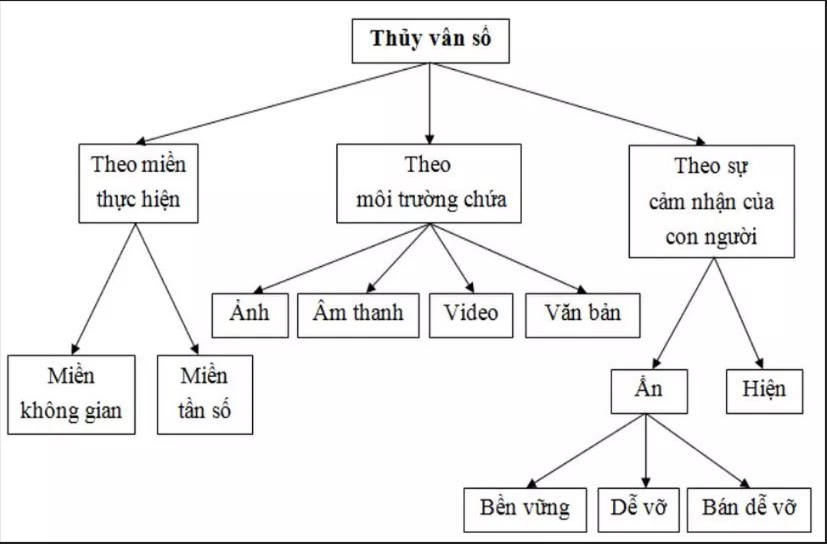 Thủy vân số
Theo miền
thực hiện
Theo
môi trường chứa
Theo sự
cảm nhận của
con người
Ảnh
Âm thanh
Video
Văn bản
Miền
không gian
Miền
tần số
Ẩn
Hiện
Bền vững
Dễ vỡ
Bán dễ vỡ